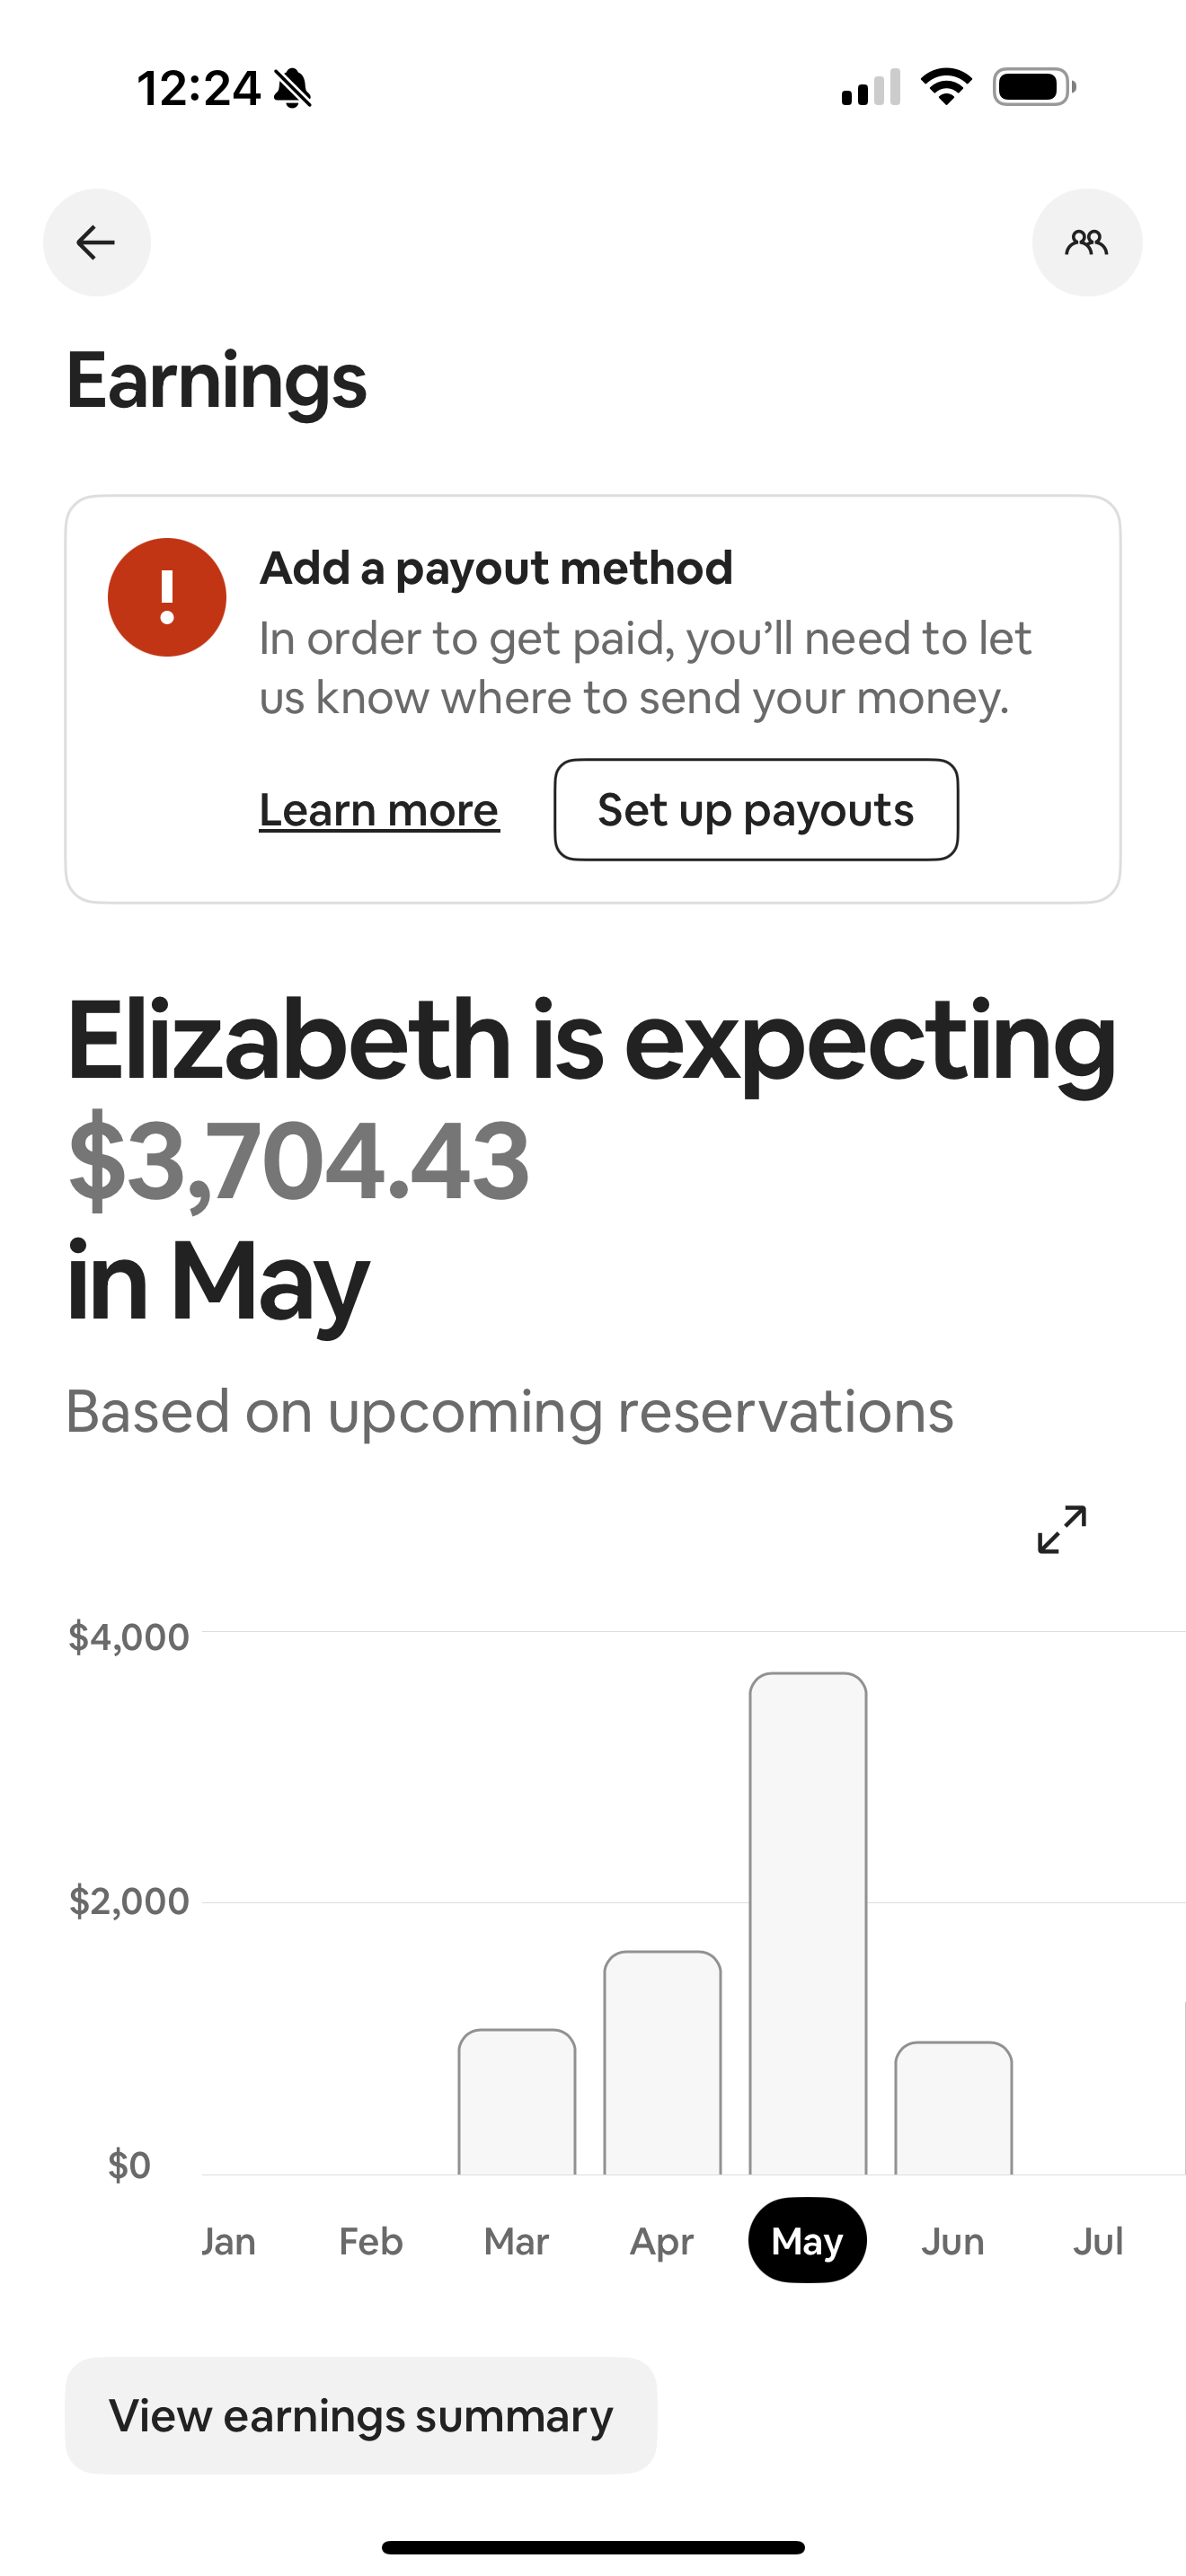 12:24
Earnings
Add a payout method
In order to get paid, you’ll need to let
us know where to send your money.
Learn more
Set up payouts
Elizabeth is expecting
$3,704.43
in May
Based on upcoming reservations
$4,000
$2,000
$0
Jan Feb Mar Apr May Jun Jul
View earnings summary